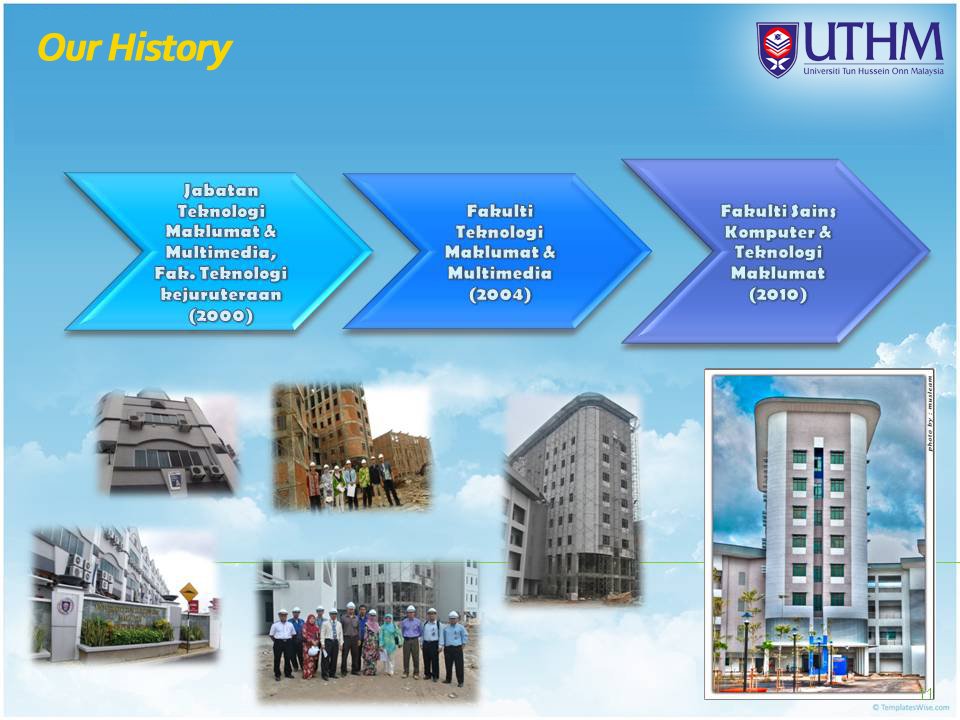 Our History
UTHM
Universiti Tun Hussein Onn Malaysia
Jabatan
Teknologi
Maklumat &
Multimedia,
Fak. Teknologi
kejuruteraan
(2000)
Fakulti
Teknologi
Maklumat &
Multimedia
(2004)
Fakulti Sains
Komputer &
Teknologi
Maklumat
(2010)
photo by : musteam
11
© TemplatesWise.com